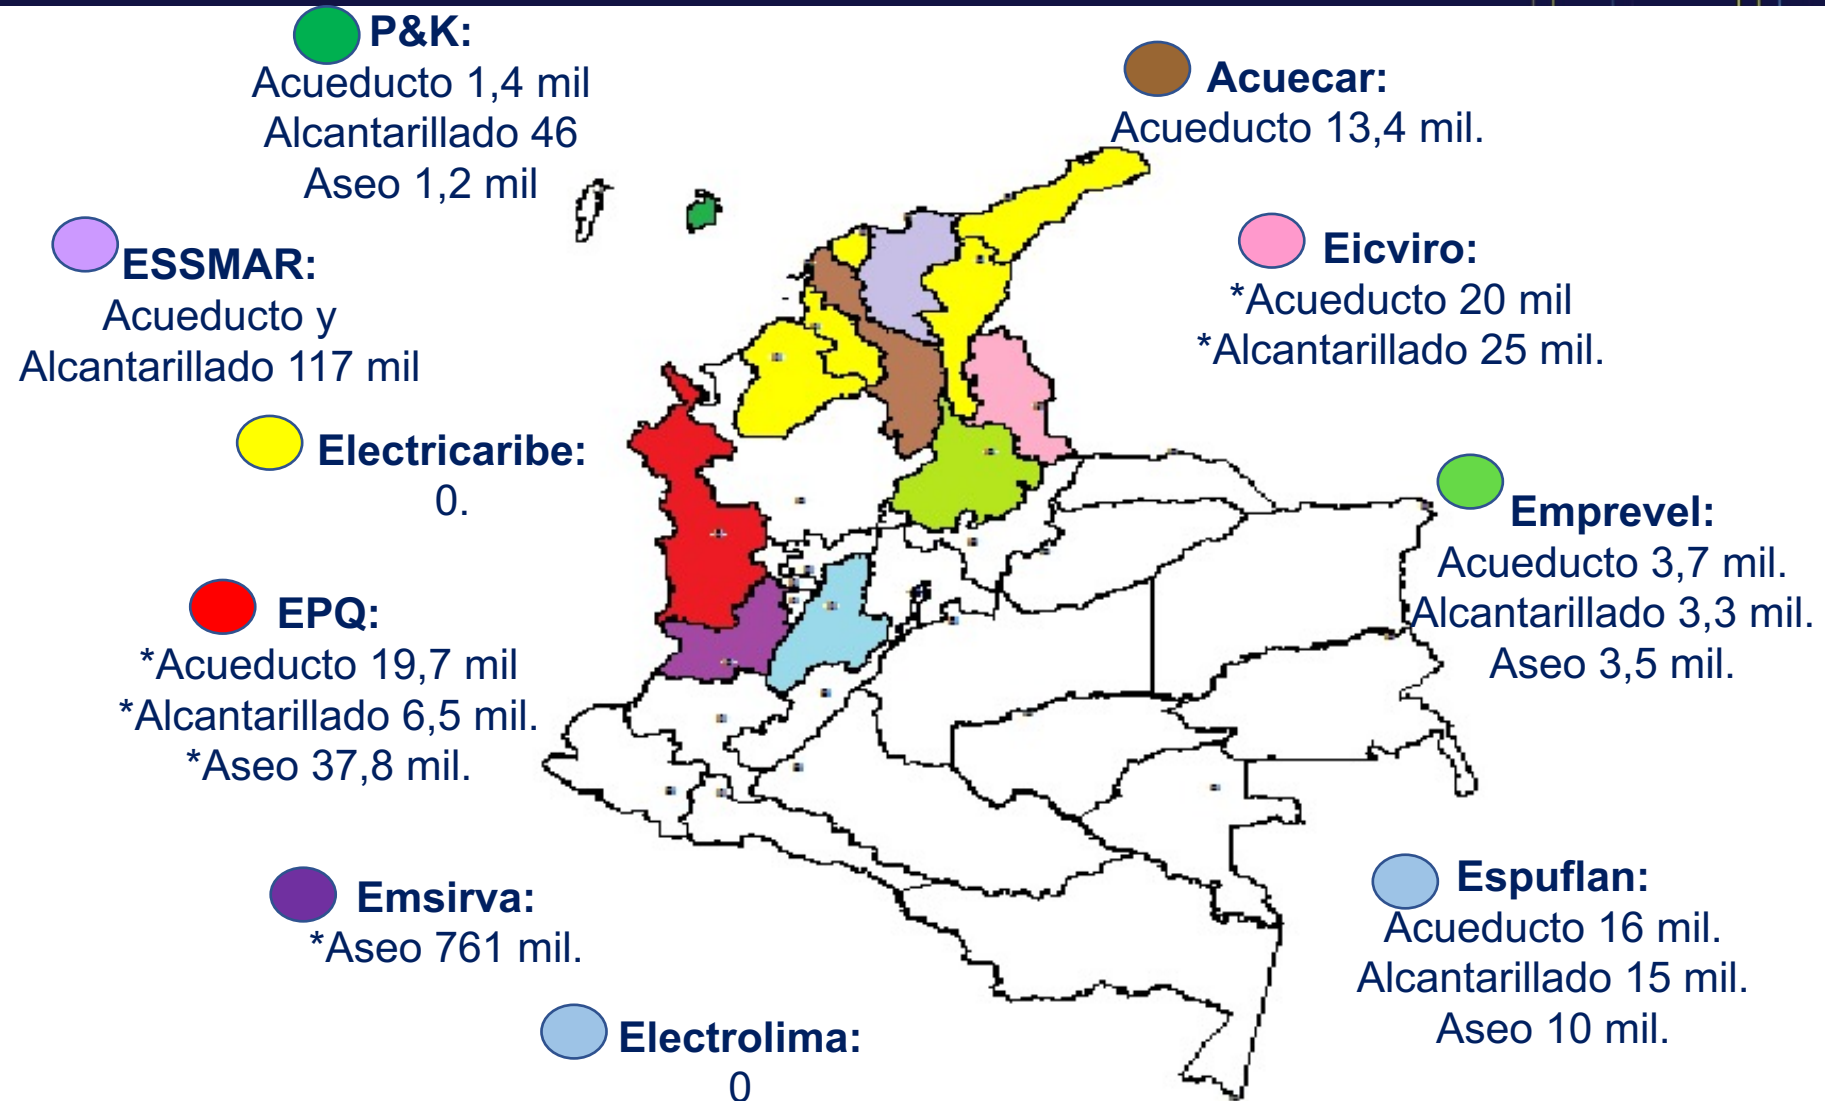 P&K:
Acueducto 1,4 mil
Alcantarillado 46
Aseo 1,2 mil
ESSMAR:
Acueducto y
Alcantarillado 117 mil
Electricaribe:
0.
EPQ:
*Acueducto 19,7 mil
*Alcantarillado 6,5 mil.
*Aseo 37,8 mil.
Emsirva:
*Aseo 761 mil.
Electrolima:
0
Acuecar:
Acueducto 13,4 mil.
Eicviro:
*Acueducto 20 mil
*Alcantarillado 25 mil.
Emprevel:
Acueducto 3,7 mil.
Alcantarillado 3,3 mil.
Aseo 3,5 mil.
Espuflan:
Acueducto 16 mil.
Alcantarillado 15 mil.
Aseo 10 mil.